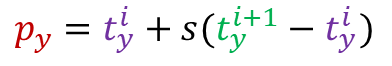 p_y = t_y^i + s(t_y^{i+1} − t_y^i)